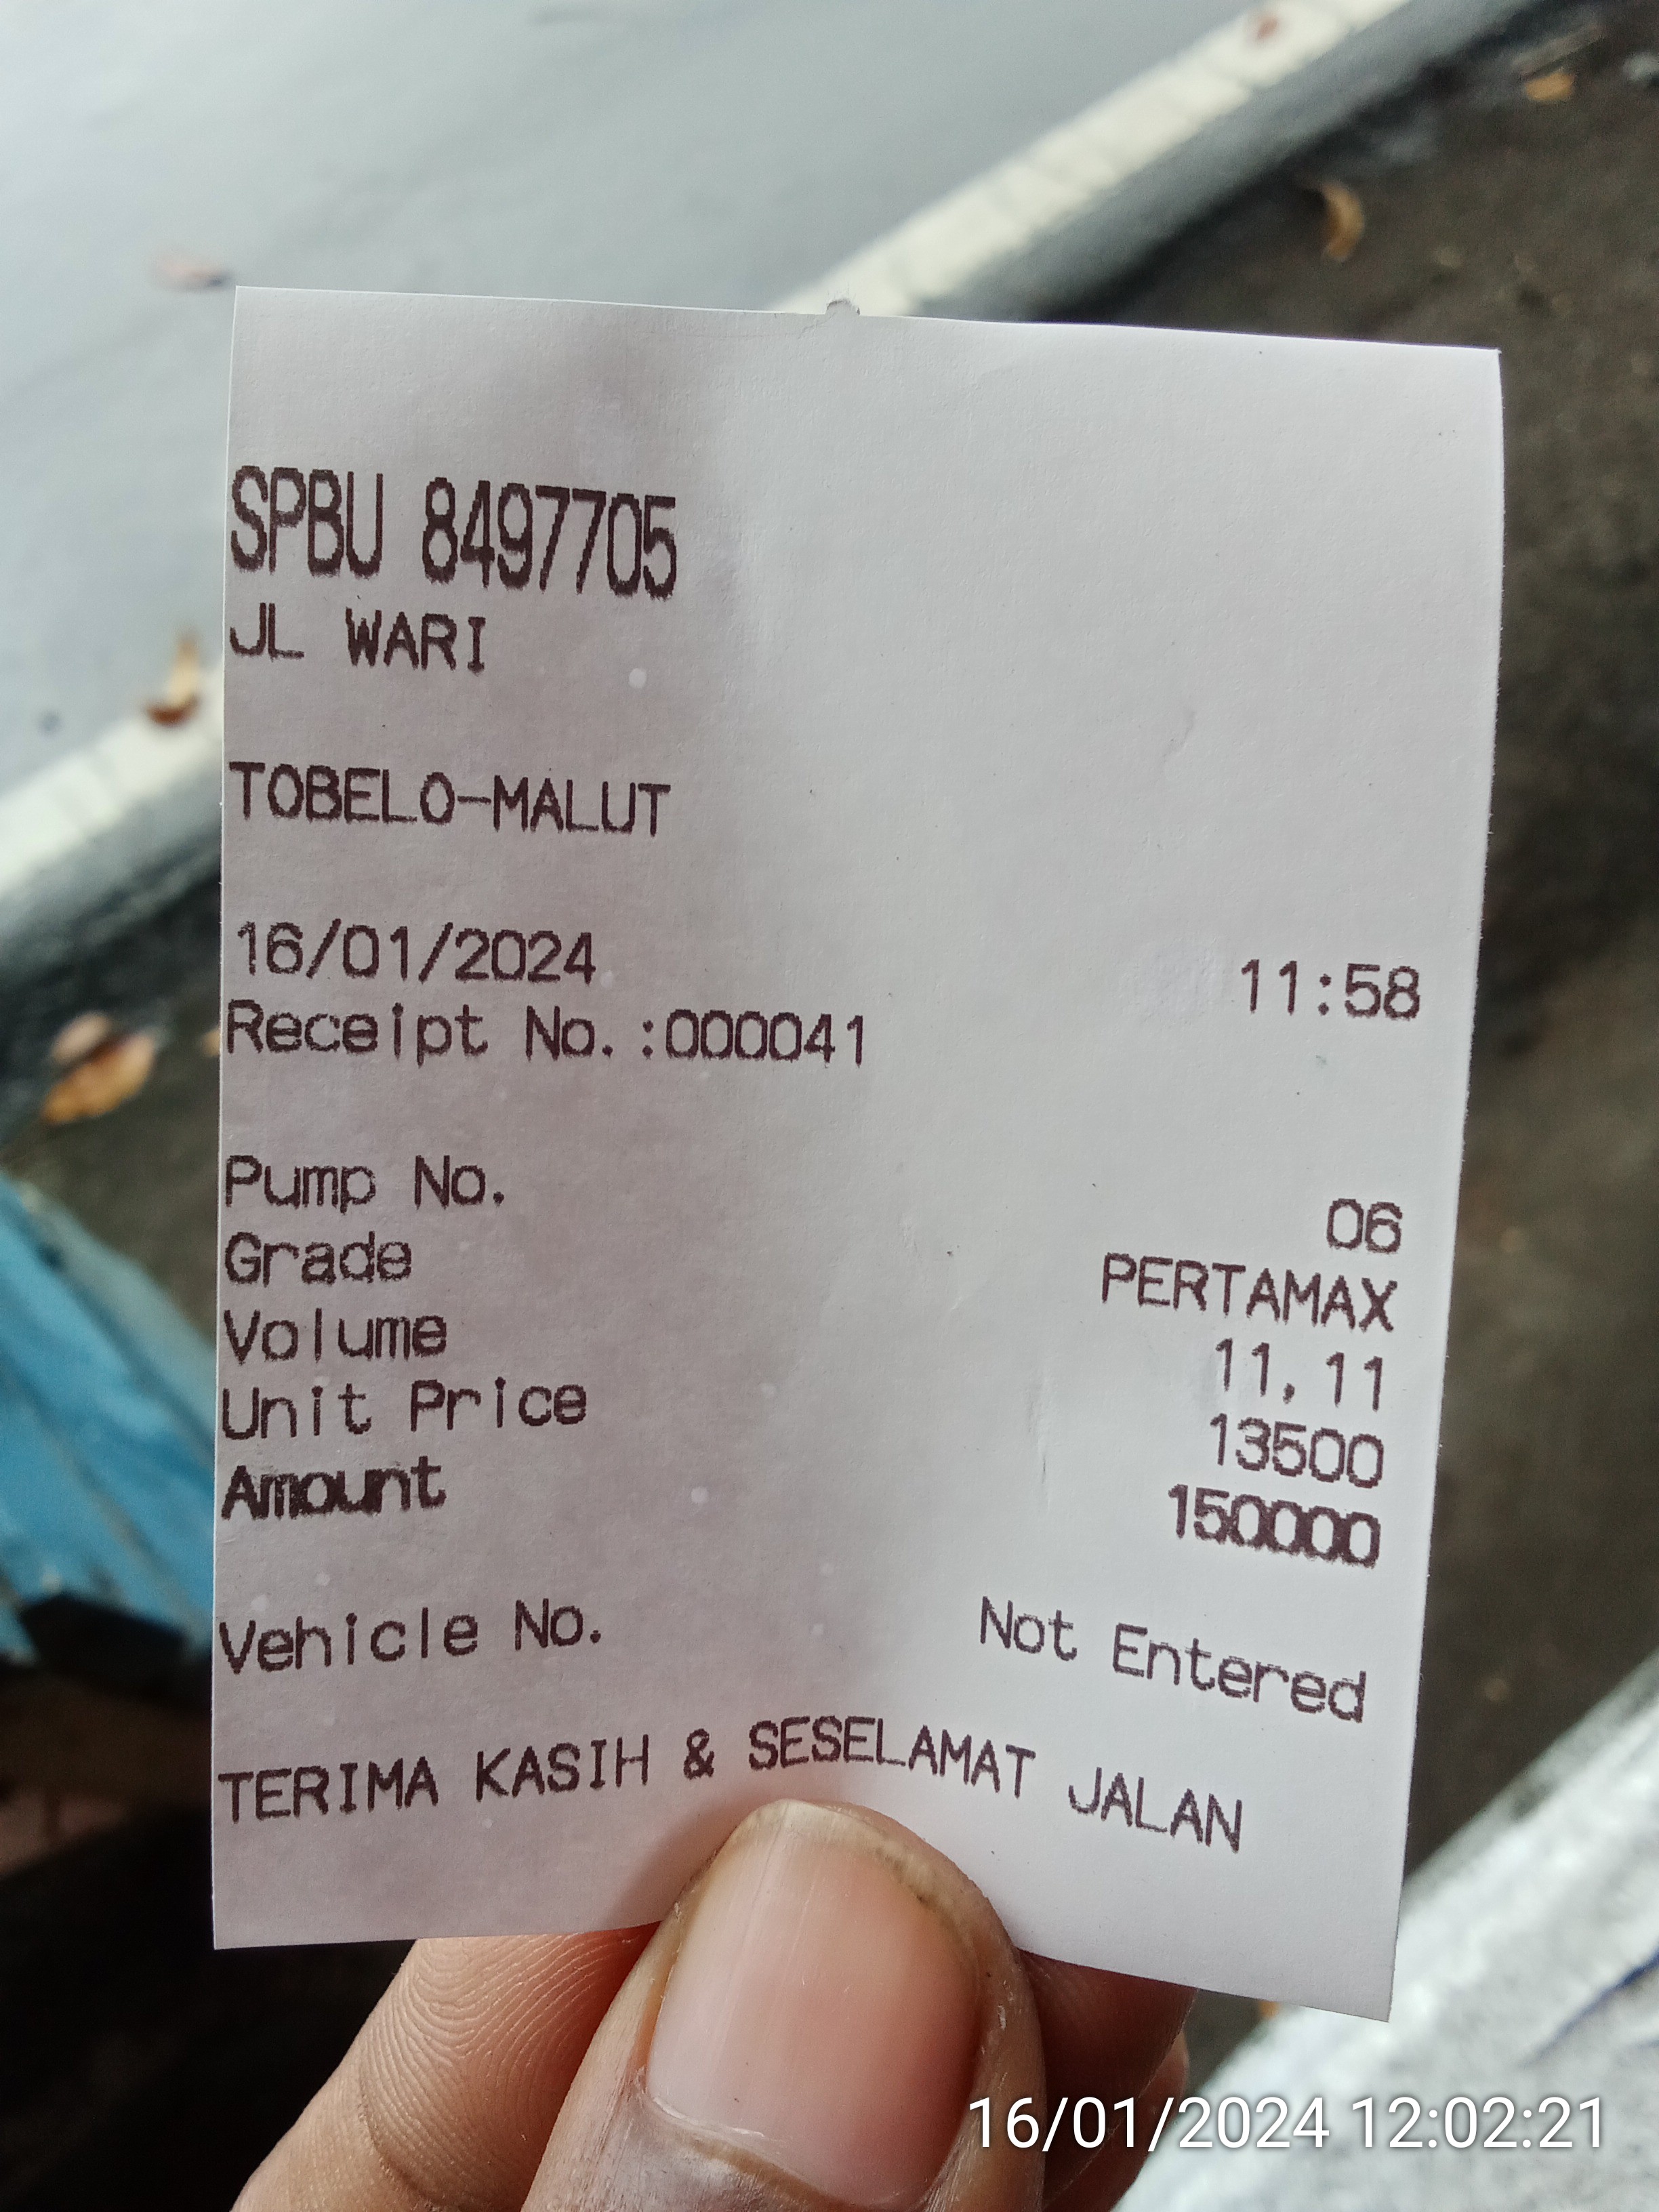 SPBU 8497705
JL WARI
TOBELO-MALUT
16/01/2024 11:58
Receipt No.:000041
Pump No. 06
Grade PERTAMAX
Volume 11,11
Unit Price 13500
Amount 150000
Vehicle No. Not Entered
TERIMA KASIH & SESELAMAT JALAN
16/01/2024 12:02:21